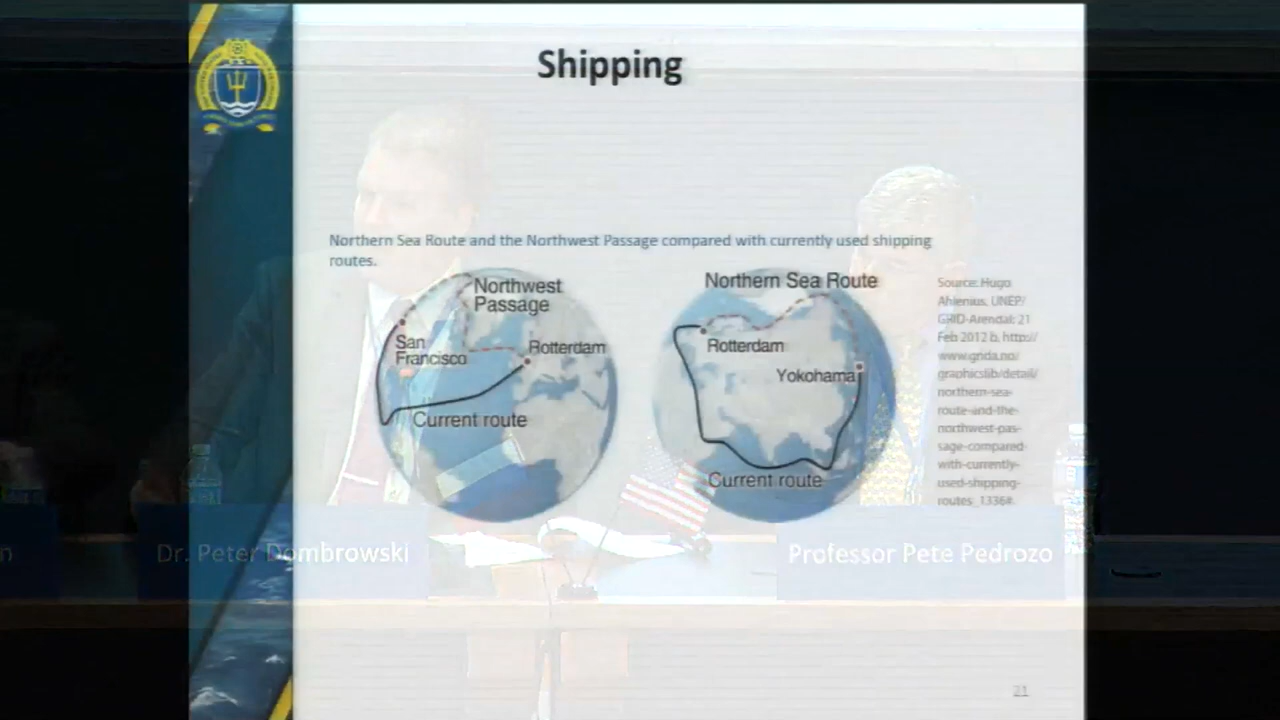 Shipping
Northern Sea Route and the Northwest Passage compared with currently used shipping
routes.
Northwest
Passage
San
Francisco
Rotterdam
Current route
Northern Sea Route
Rotterdam
Yokohama
Current route
Source: Hugo
Ahlenius, UNEP/
GRID-Arendal; 21
Feb 2012 b, http://
www.grida.no/
graphicslib/detail/
northern-sea-
route-and-the-
northwest-pas-
sage-compared-
with-currently-
used-shipping-
routes_1336#.
n
Dr. Peter Dombrowski
Professor Pete Pedrozo
21